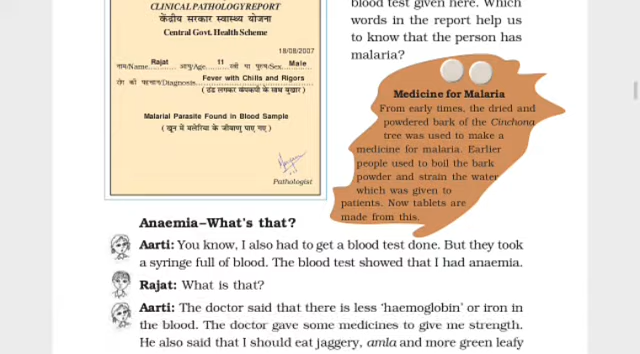 CLINICAL PATHOLOGY REPORT
केंद्रीय सरकार स्वास्थ्य योजना
Central Govt. Health Scheme
18/08/2007
नाम/Name Rajat आयु/Age 11 स्त्री या पुरुष/Sex Male
रोग की पहचान/Diagnosis Fever with Chills and Rigors
( ठंड लगकर कंपकपी के साथ बुखार )
Malarial Parasite Found in Blood Sample
( खून में मलेरिया के जीवाणु पाए गए )
Pathologist
blood test given here. Which
words in the report help us
to know that the person has
malaria?
Medicine for Malaria
From early times, the dried and
powdered bark of the Cinchona
tree was used to make a
medicine for malaria. Earlier
people used to boil the bark
powder and strain the water
which was given to
patients. Now tablets are
made from this.
Anaemia–What's that?
Aarti: You know, I also had to get a blood test done. But they took
a syringe full of blood. The blood test showed that I had anaemia.
Rajat: What is that?
Aarti: The doctor said that there is less 'haemoglobin' or iron in
the blood. The doctor gave some medicines to give me strength.
He also said that I should eat jaggery, amla and more green leafy